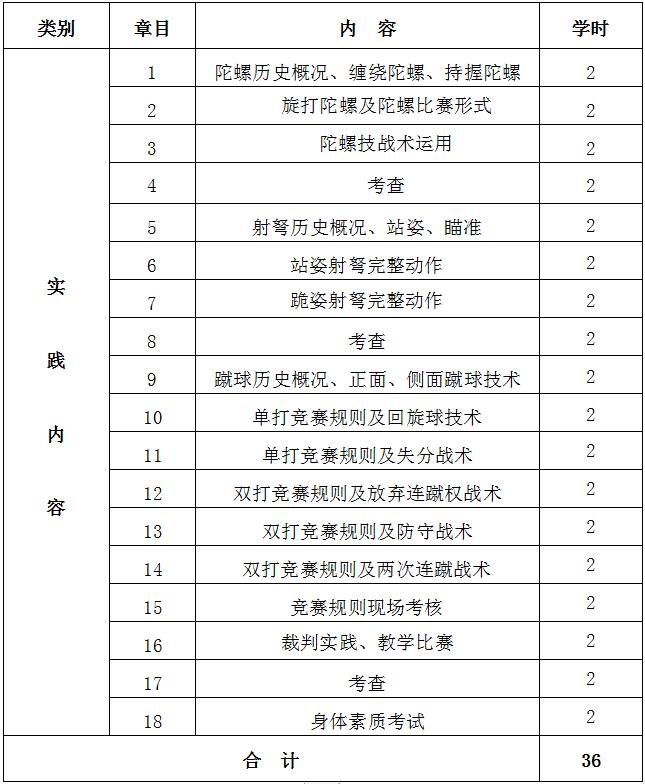 类别 章目 内 容 学时
1 陀螺历史概况、缠绕陀螺、持握陀螺 2
2 旋打陀螺及陀螺比赛形式 2
3 陀螺技战术运用 2
4 考查 2
5 射弩历史概况、站姿、瞄准 2
6 站姿射弩完整动作 2
7 跪姿射弩完整动作 2
8 考查 2
9 蹴球历史概况、正面、侧面蹴球技术 2
10 单打竞赛规则及回旋球技术 2
11 单打竞赛规则及失分战术 2
12 双打竞赛规则及放弃连蹴权战术 2
13 双打竞赛规则及防守战术 2
14 双打竞赛规则及两次连蹴战术 2
15 竞赛规则现场考核 2
16 裁判实践、教学比赛 2
17 考查 2
18 身体素质考试 2
实
践
内
容
合 计 36